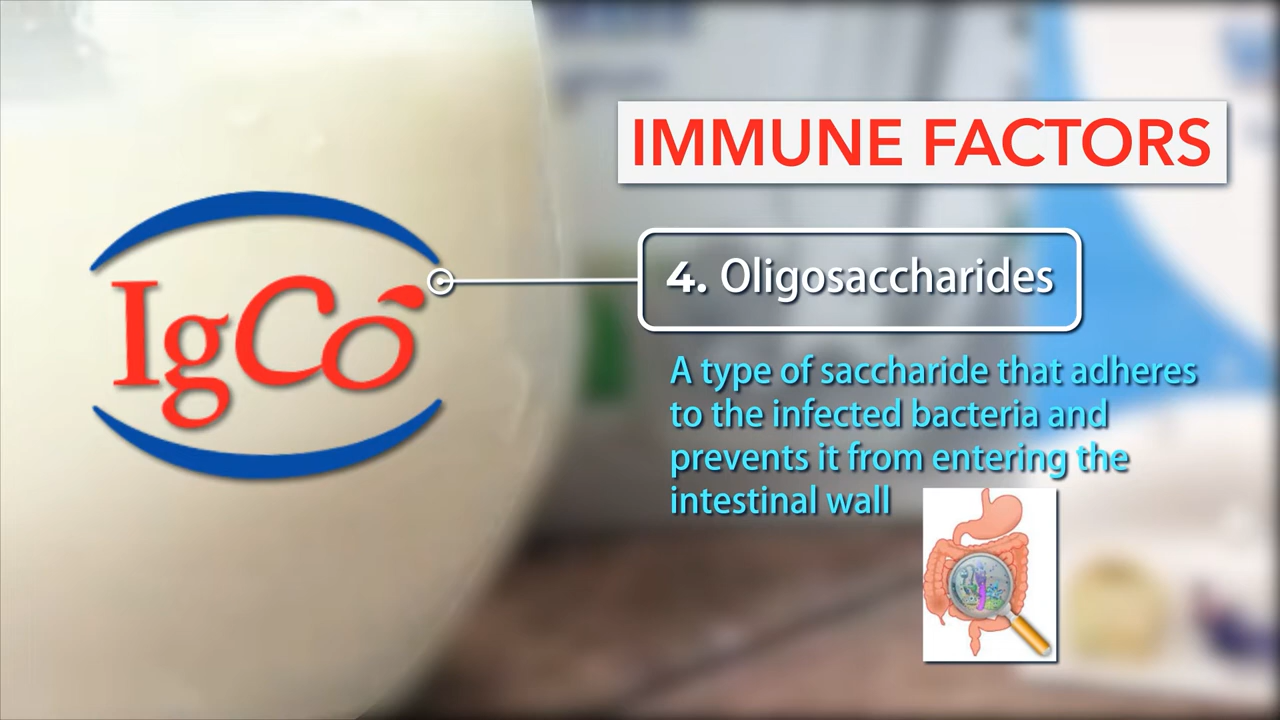 IMMUNE FACTORS
IgCo
4. Oligosaccharides
A type of saccharide that adheres
to the infected bacteria and
prevents it from entering the
intestinal wall